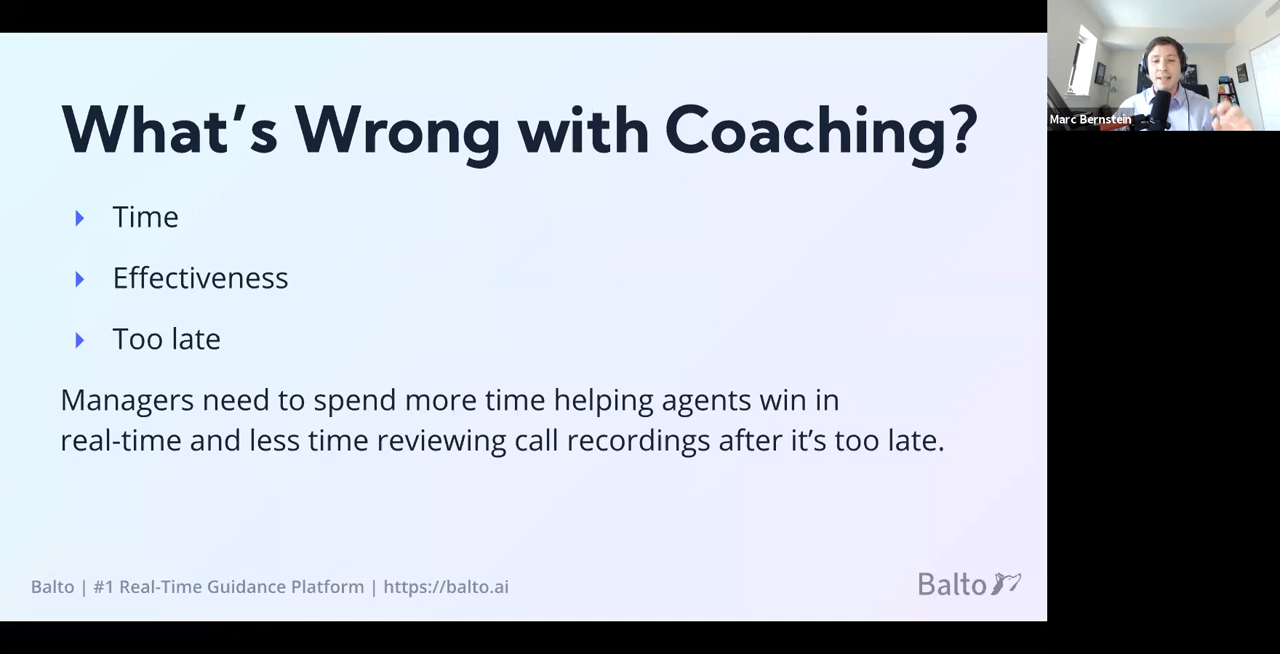 What's Wrong with Coaching?
Time
Effectiveness
Too late
Managers need to spend more time helping agents win in
real-time and less time reviewing call recordings after it's too late.
Balto | #1 Real-Time Guidance Platform | https://balto.ai
Balto
Marc Bernstein